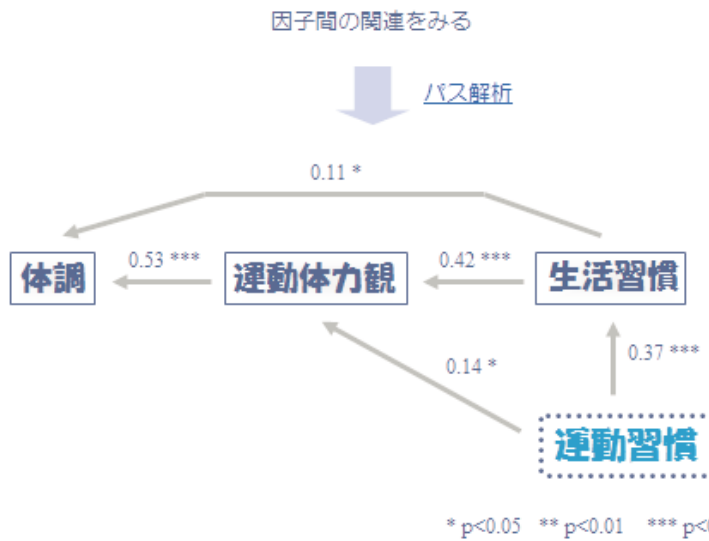 因子間の関連をみる
パス解析
0.11 *
体調
0.53 ***
運動体力観
0.42 ***
生活習慣
0.14 *
0.37 ***
運動習慣
* p<0.05 ** p<0.01 *** p<0